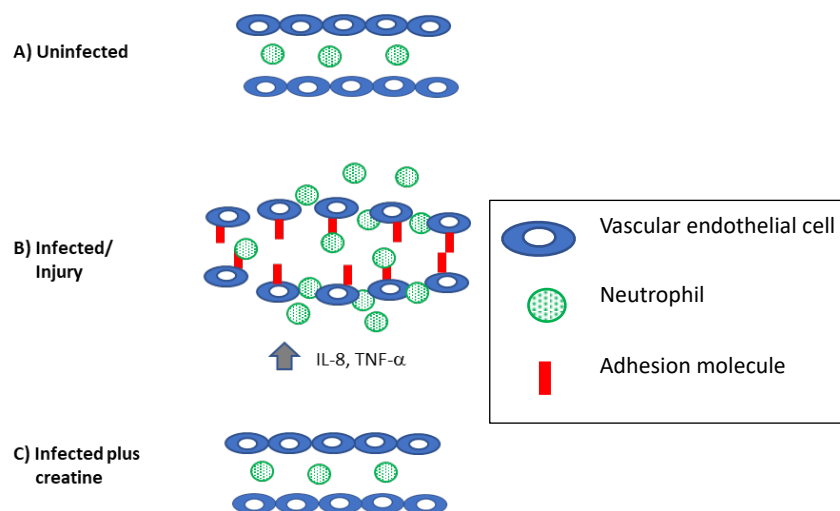 A) Uninfected
B) Infected/
Injury
IL-8, TNF-α
C) Infected plus
creatine
Vascular endothelial cell
Neutrophil
Adhesion molecule